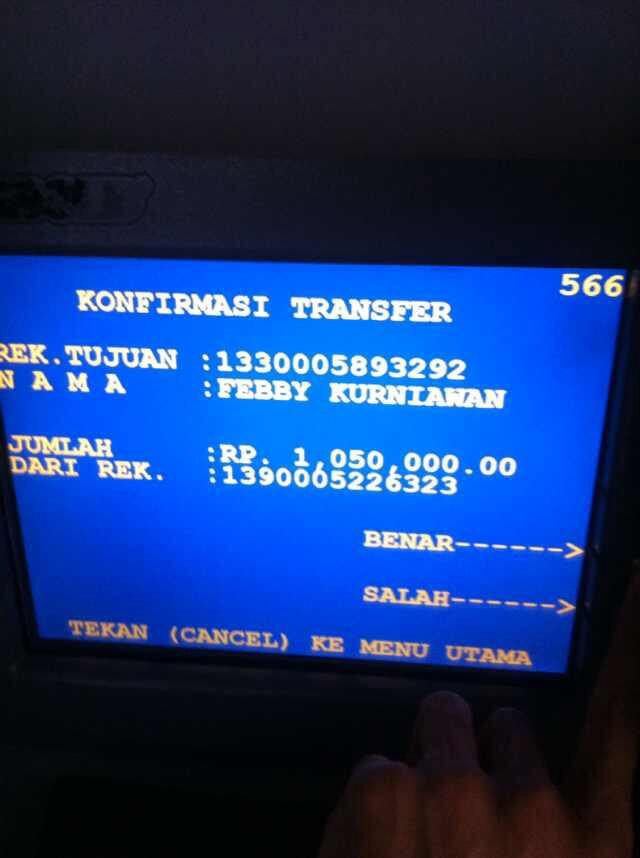 566
KONFIRMASI TRANSFER
REK.TUJUAN :1330005893292
N A M A :FEBBY KURNIAWAN
JUMLAH :RP. 1,050,000.00
DARI REK. :1390005226323
BENAR------>
SALAH------>
TEKAN (CANCEL) KE MENU UTAMA